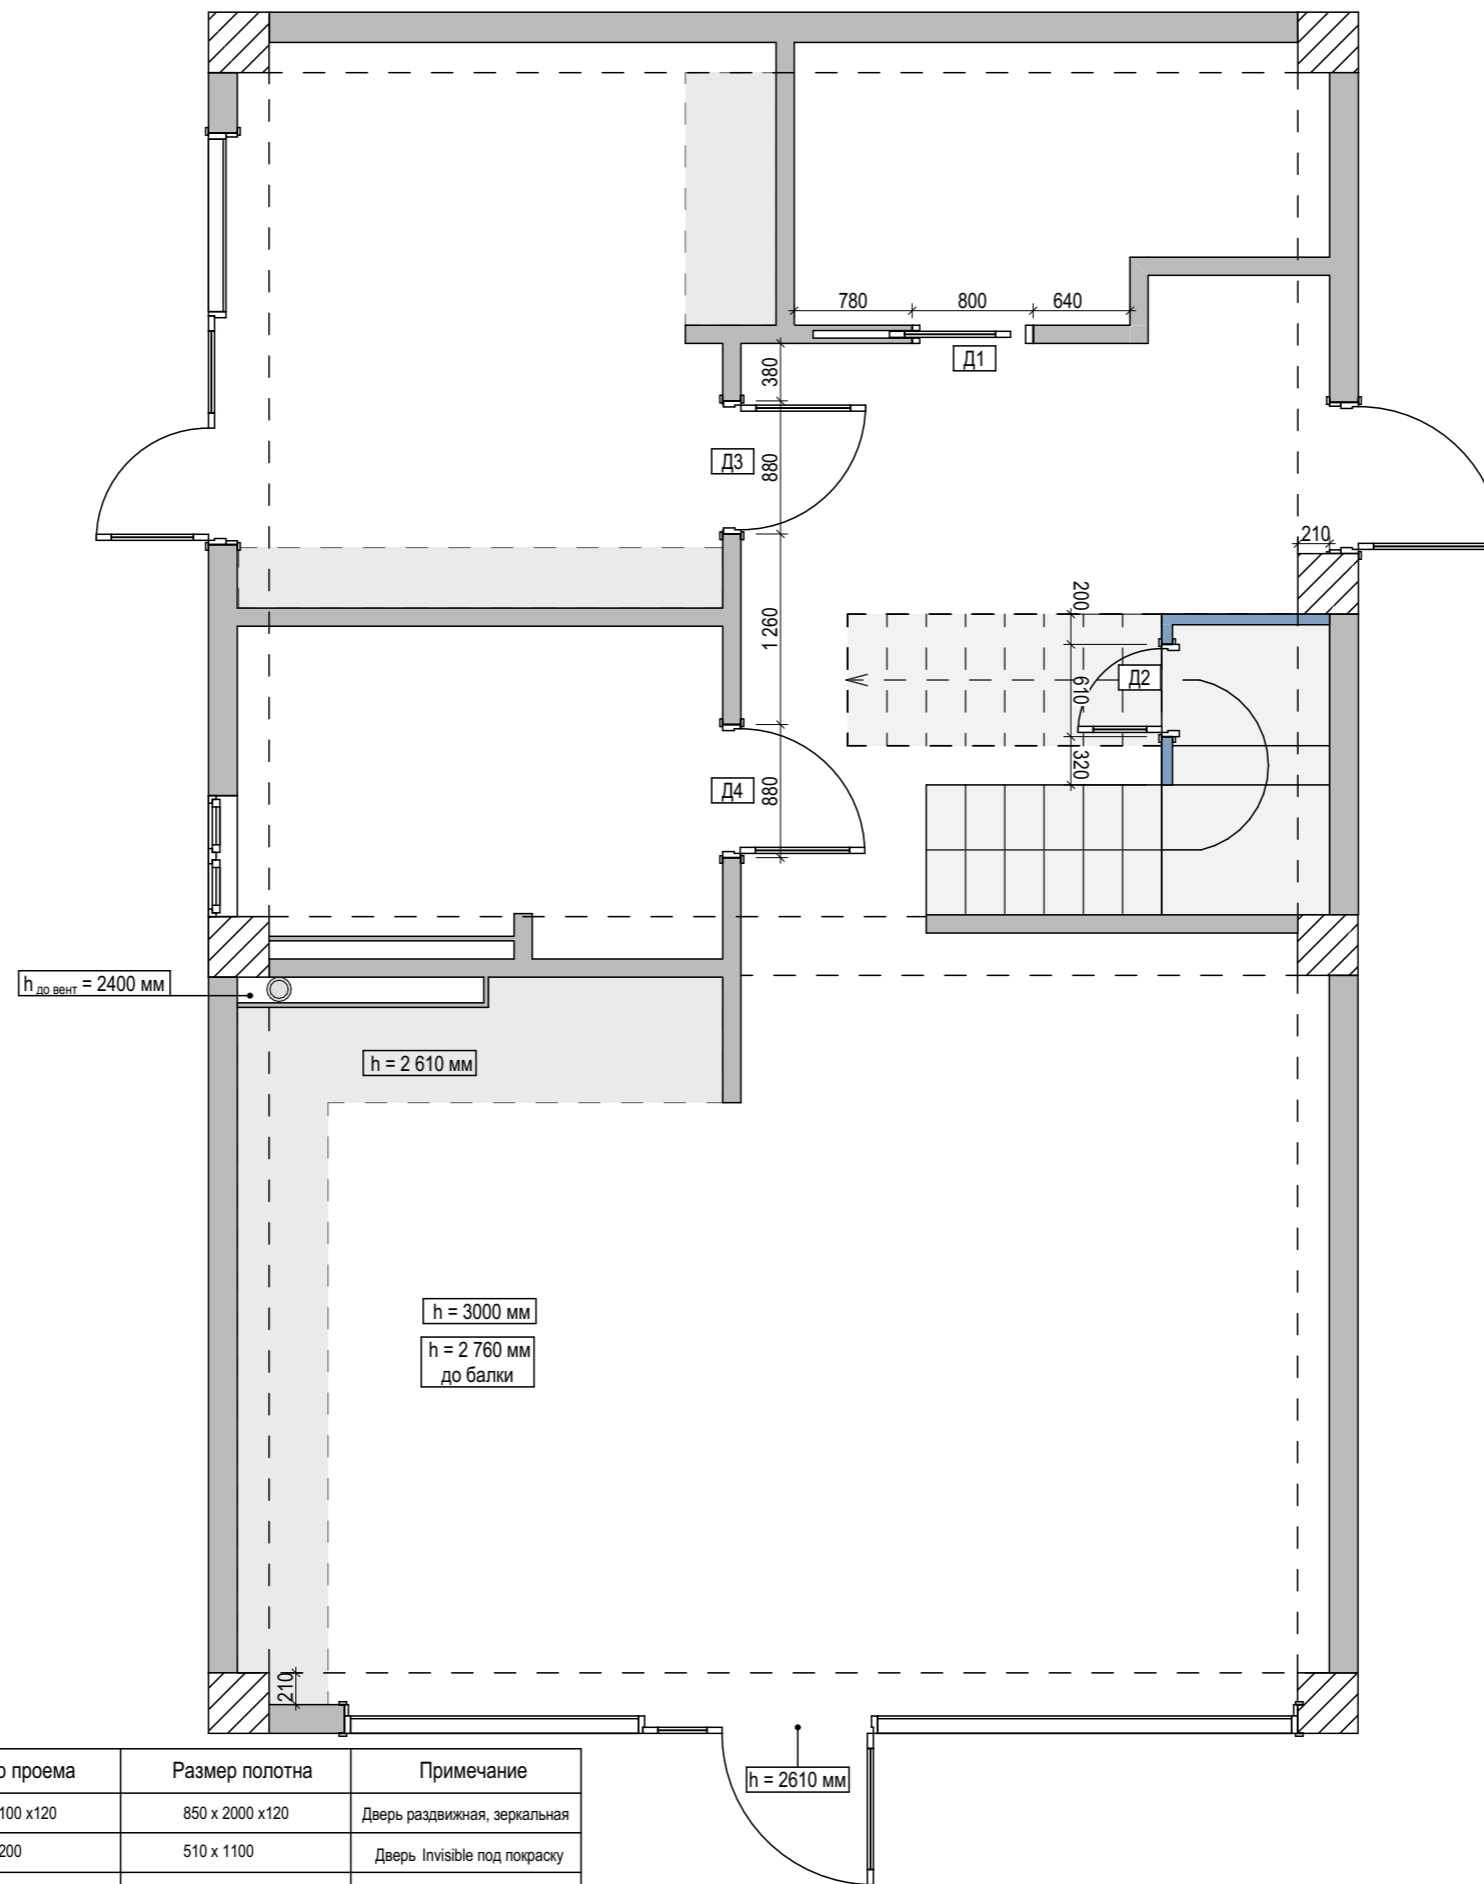 780
800
640
Д1
380
Д3
880
210
200
1 260
Д2
610
320
Д4
880
h до вент = 2400 мм
h = 2 610 мм
h = 3000 мм
h = 2 760 мм
до балки
210
h = 2610 мм
проема
Размер полотна
Примечание
100 x120
850 x 2000 x120
Дверь раздвижная, зеркальная
200
510 x 1100
Дверь Invisible под покраску